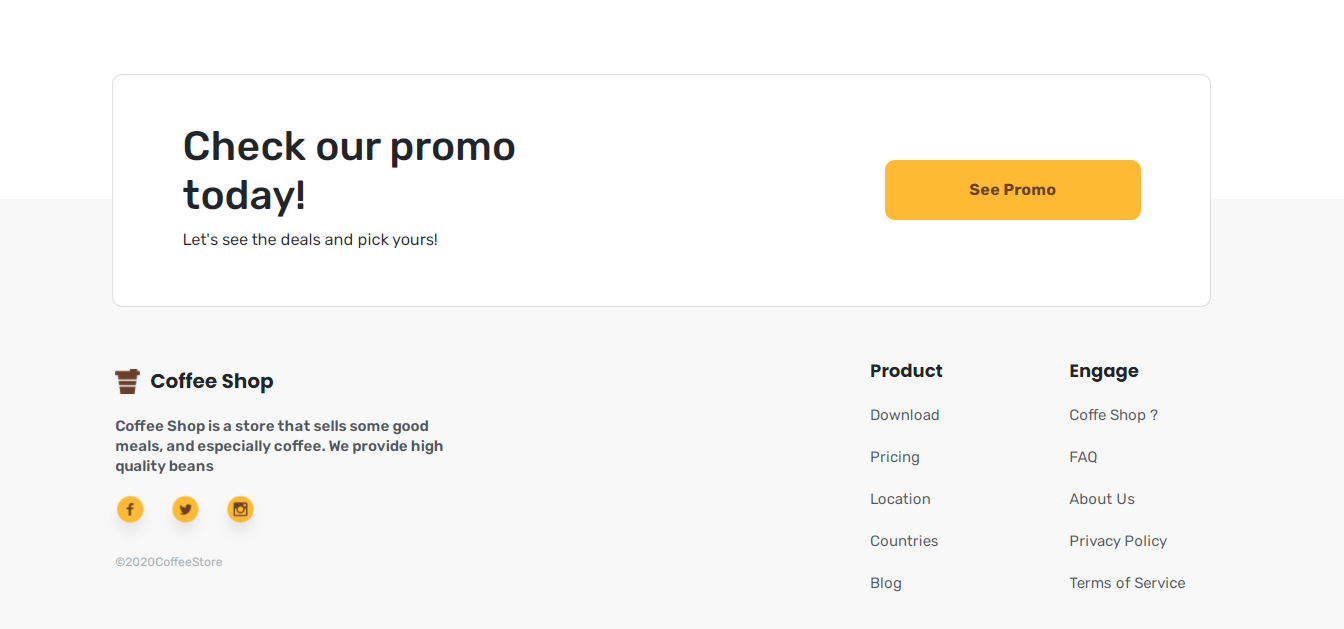 Check our promo
today!
Let's see the deals and pick yours!
See Promo
Coffee Shop
Coffee Shop is a store that sells some good
meals, and especially coffee. We provide high
quality beans
©2020CoffeeStore
Product
Download
Pricing
Location
Countries
Blog
Engage
Coffe Shop ?
FAQ
About Us
Privacy Policy
Terms of Service